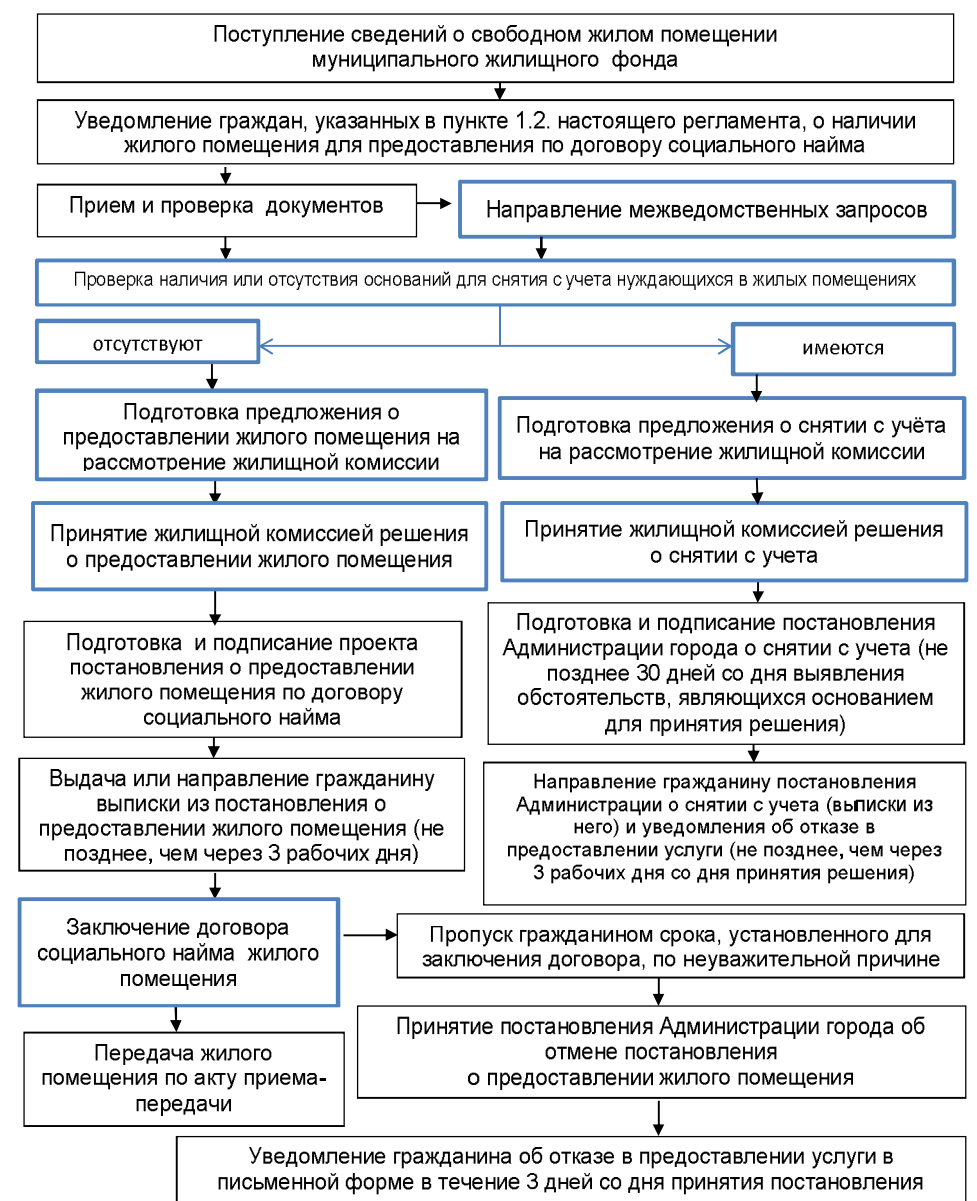 Поступление сведений о свободном жилом помещении
муниципального жилищного фонда
Уведомление граждан, указанных в пункте 1.2. настоящего регламента, о наличии
жилого помещения для предоставления по договору социального найма
Прием и проверка документов
Направление межведомственных запросов
Проверка наличия или отсутствия оснований для снятия с учета нуждающихся в жилых помещениях
отсутствуют
имеются
Подготовка предложения о
предоставлении жилого помещения на
рассмотрение жилищной комиссии
Подготовка предложения о снятии с учёта
на рассмотрение жилищной комиссии
Принятие жилищной комиссией решения
о предоставлении жилого помещения
Принятие жилищной комиссией решения
о снятии с учета
Подготовка и подписание проекта
постановления о предоставлении
жилого помещения по договору
социального найма
Подготовка и подписание постановления
Администрации города о снятии с учета (не
позднее 30 дней со дня выявления
обстоятельств, являющихся основанием
для принятия решения)
Выдача или направление гражданину
выписки из постановления о
предоставлении жилого помещения (не
позднее, чем через 3 рабочих дня)
Направление гражданину постановления
Администрации о снятии с учета (выписки из
него) и уведомления об отказе в
предоставлении услуги (не позднее, чем через
3 рабочих дня со дня принятия решения)
Заключение договора
социального найма жилого
помещения
Пропуск гражданином срока, установленного для
заключения договора, по неуважительной причине
Передача жилого
помещения по акту приема-
передачи
Принятие постановления Администрации города об
отмене постановления
о предоставлении жилого помещения
Уведомление гражданина об отказе в предоставлении услуги в
письменной форме в течение 3 дней со дня принятия постановления